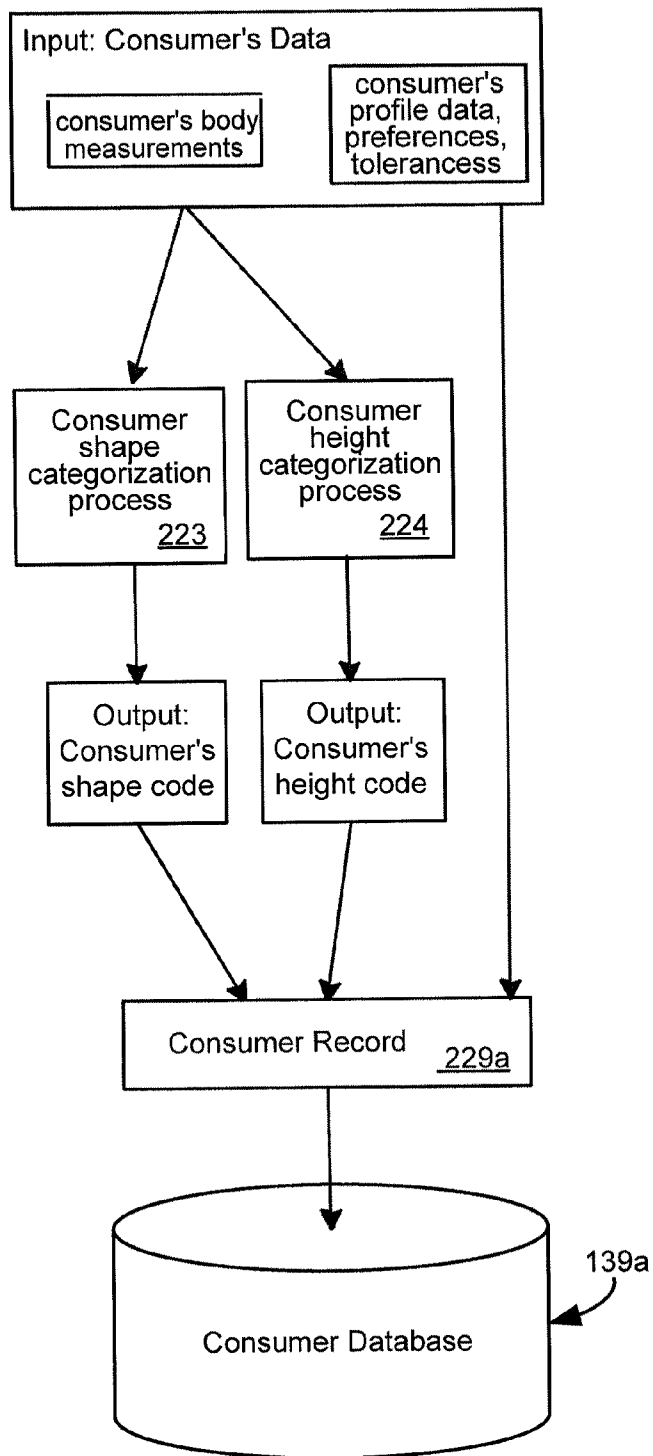 Input: Consumer's Data
consumer's body
measurements
consumer's
profile data,
preferences,
tolerancess
Consumer
shape
categorization
process
223
Consumer
height
categorization
process
224
Output:
Consumer's
shape code
Output:
Consumer's
height code
Consumer Record 229a
139a
Consumer Database